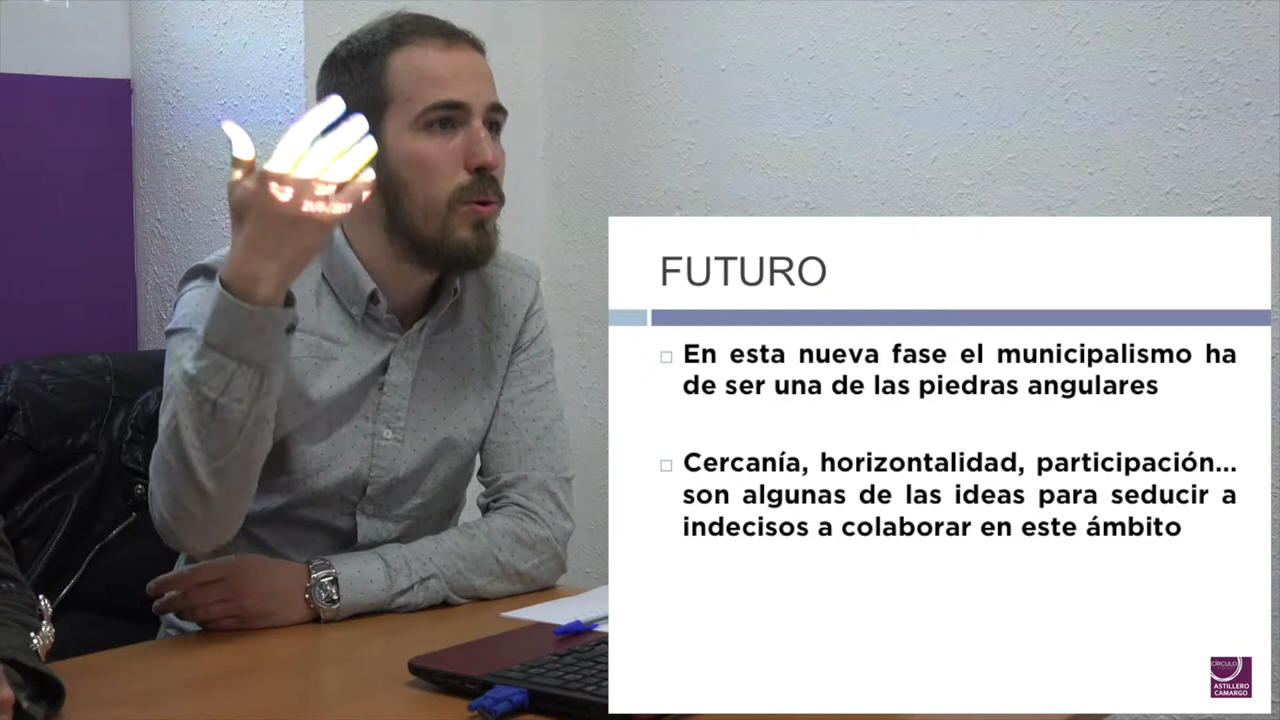 FUTURO
En esta nueva fase el municipalismo ha
de ser una de las piedras angulares
Cercanía, horizontalidad, participación...
son algunas de las ideas para seducir a
indecisos a colaborar en este ámbito
CÍRCULO
ASTILLERO
CAMARGO